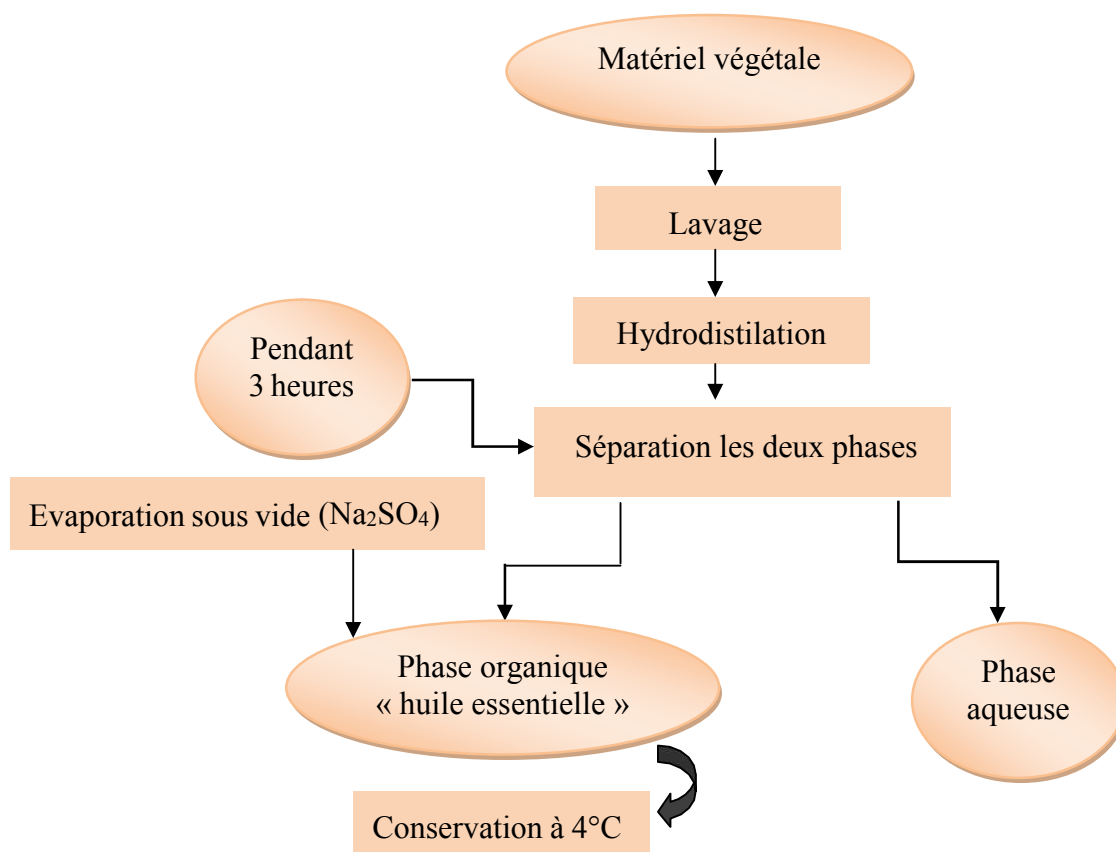 Matériel végétale
Lavage
Hydrodistilation
Pendant
3 heures
Séparation les deux phases
Evaporation sous vide (Na₂SO₄)
Phase organique
« huile essentielle »
Phase
aqueuse
Conservation à 4°C